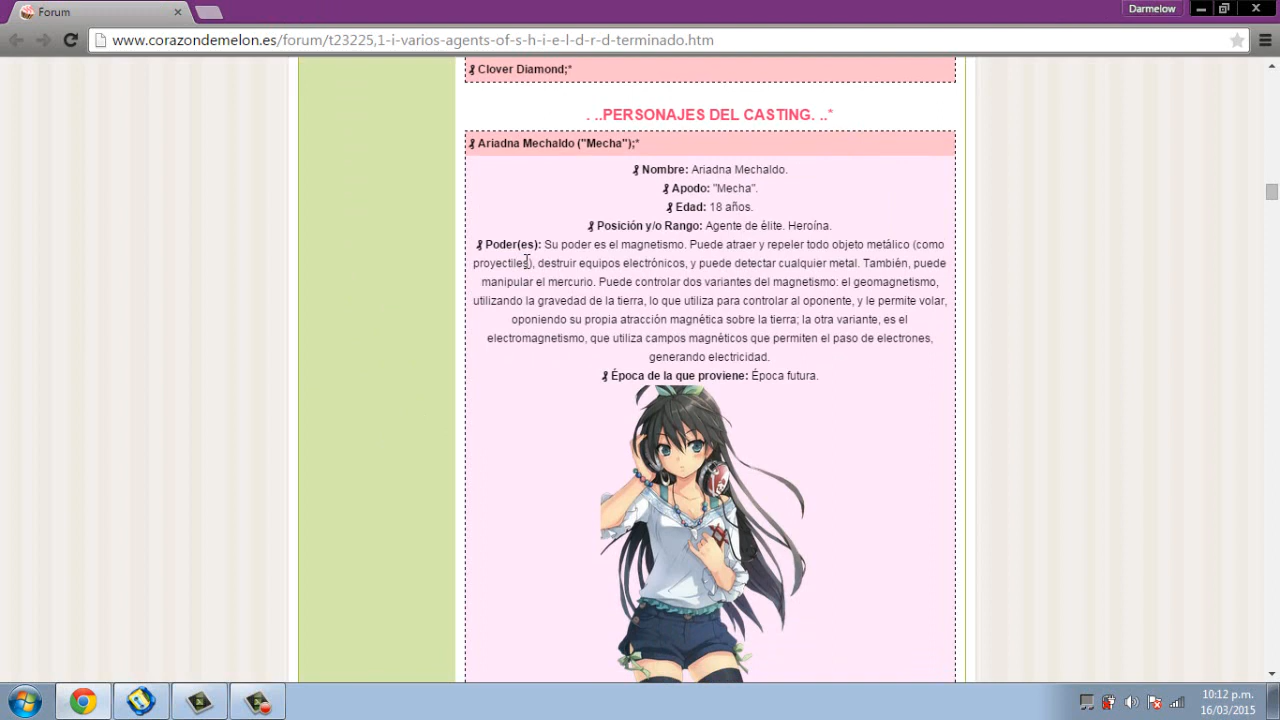 Forum
Darmelow
www.corazondemelon.es/forum/t23225,1-i-varios-agents-of-s-h-i-e-l-d-r-d-terminado.htm
Clover Diamond;*
. ..PERSONAJES DEL CASTING. ..*
Ariadna Mechaldo ("Mecha");*
Nombre: Ariadna Mechaldo.
Apodo: "Mecha".
Edad: 18 años.
Posición y/o Rango: Agente de élite. Heroína.
Poder(es): Su poder es el magnetismo. Puede atraer y repeler todo objeto metálico (como
proyectiles), destruir equipos electrónicos, y puede detectar cualquier metal. También, puede
manipular el mercurio. Puede controlar dos variantes del magnetismo: el geomagnetismo,
utilizando la gravedad de la tierra, lo que utiliza para controlar al oponente, y le permite volar,
oponiendo su propia atracción magnética sobre la tierra; la otra variante, es el
electromagnetismo, que utiliza campos magnéticos que permiten el paso de electrones,
generando electricidad.
Época de la que proviene: Época futura.
10:12 p.m.
16/03/2015